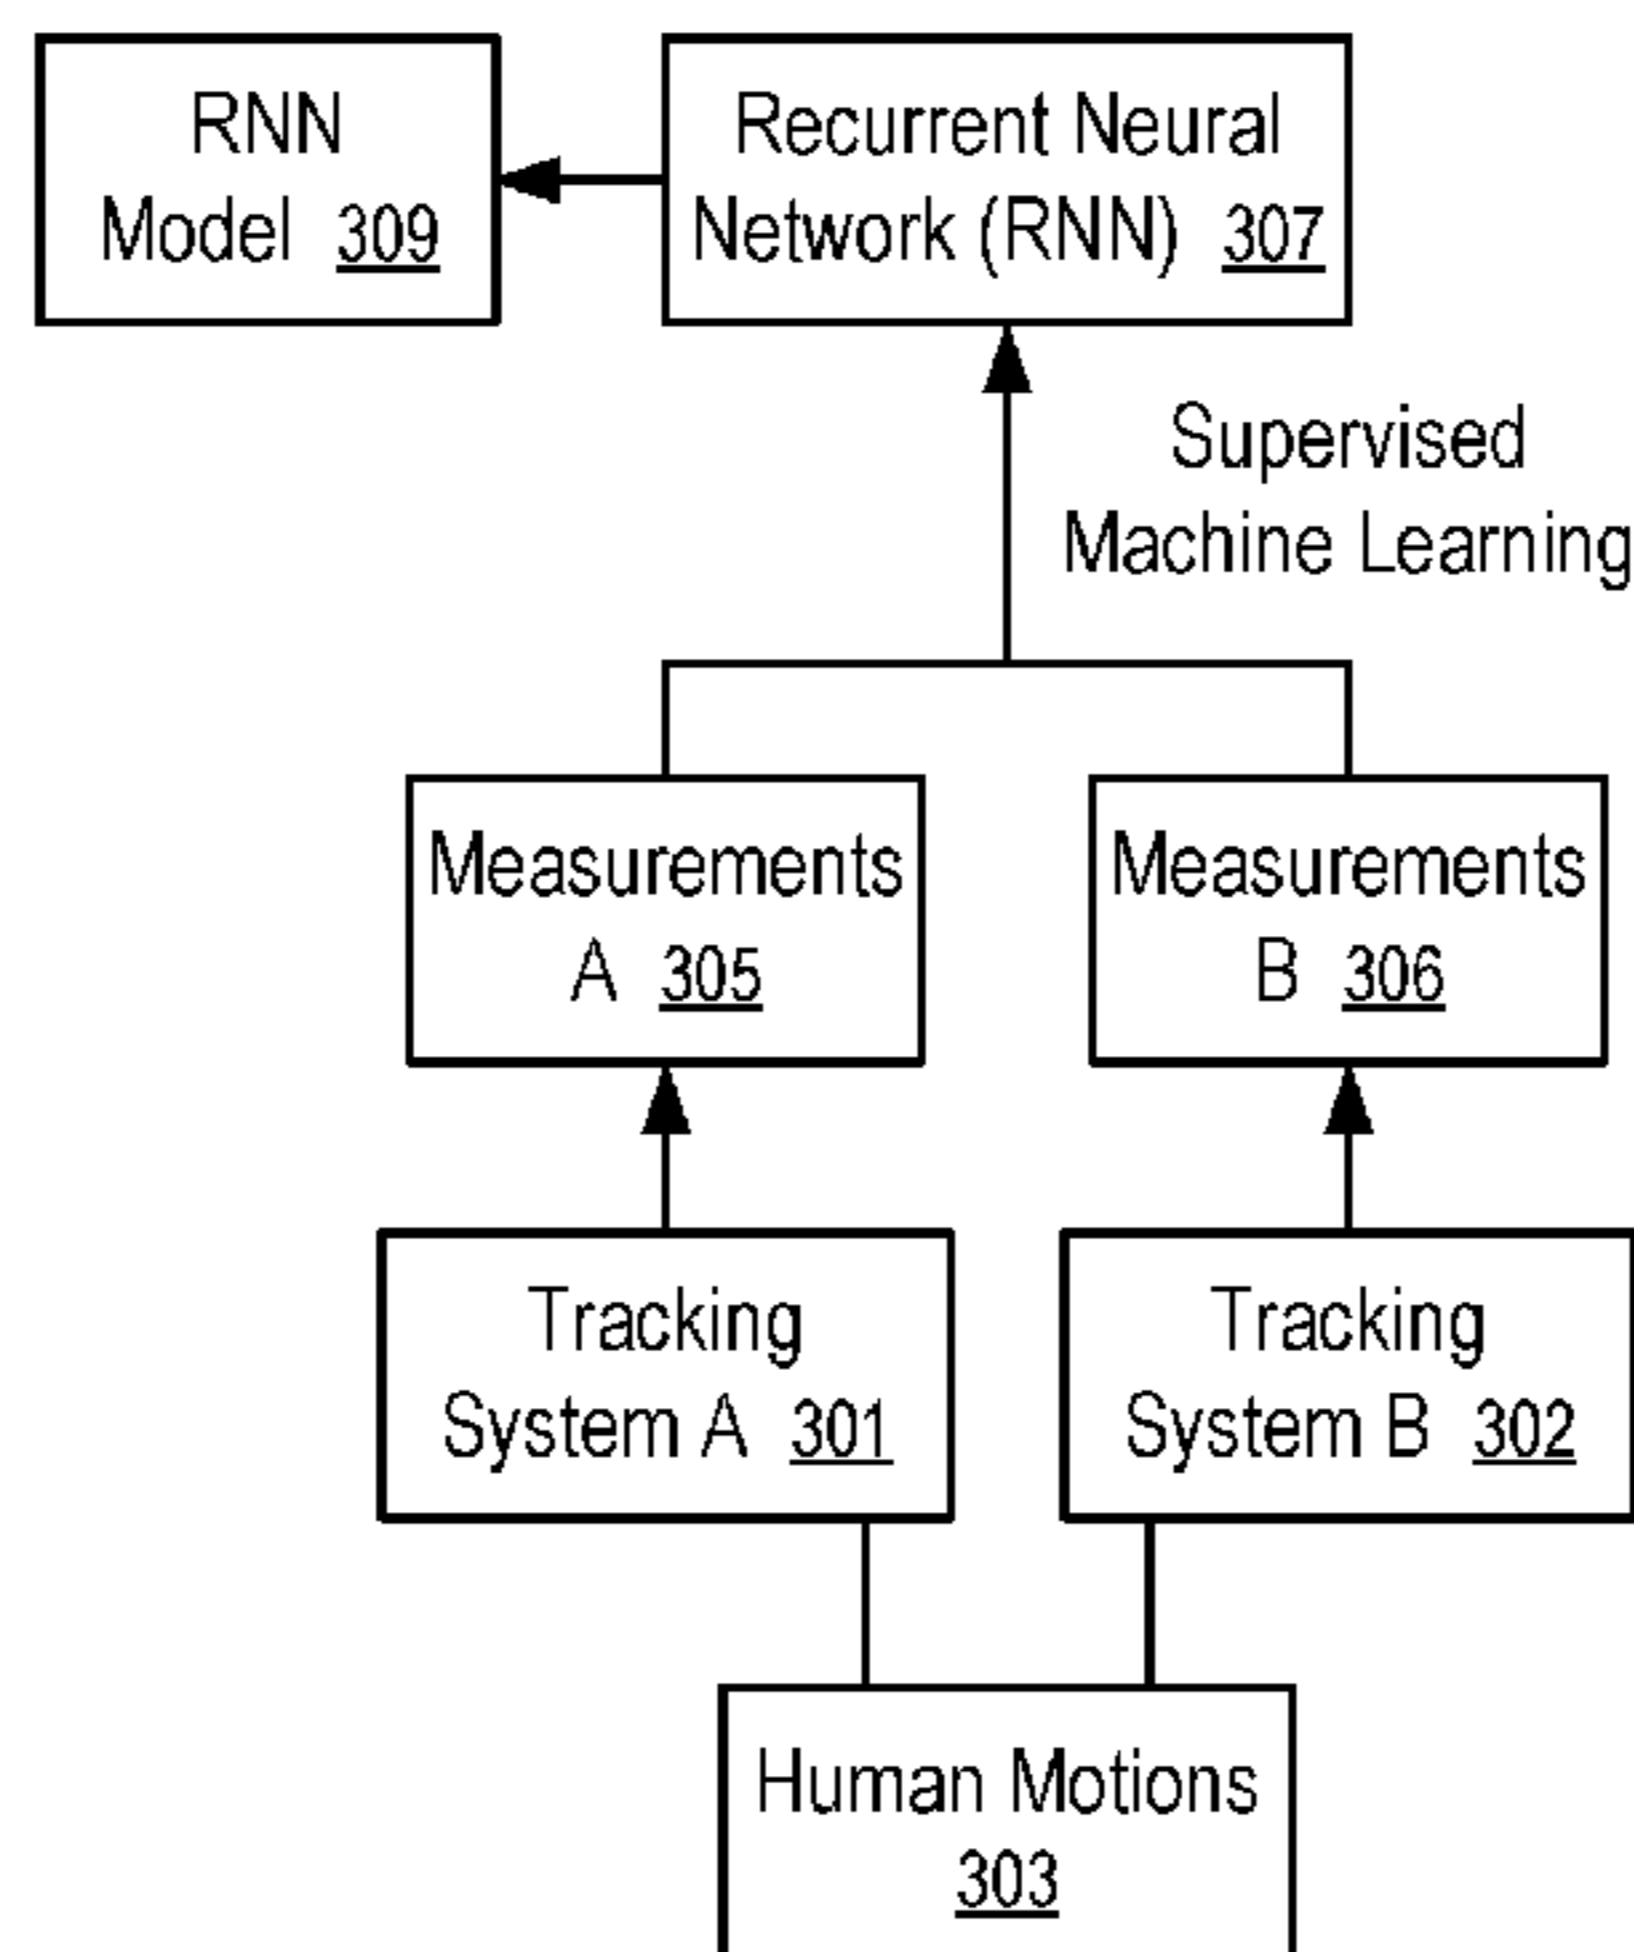 RNN
Model 309
Recurrent Neural
Network (RNN) 307
Supervised
Machine Learning
Measurements
A 305
Measurements
B 306
Tracking
System A 301
Tracking
System B 302
Human Motions
303